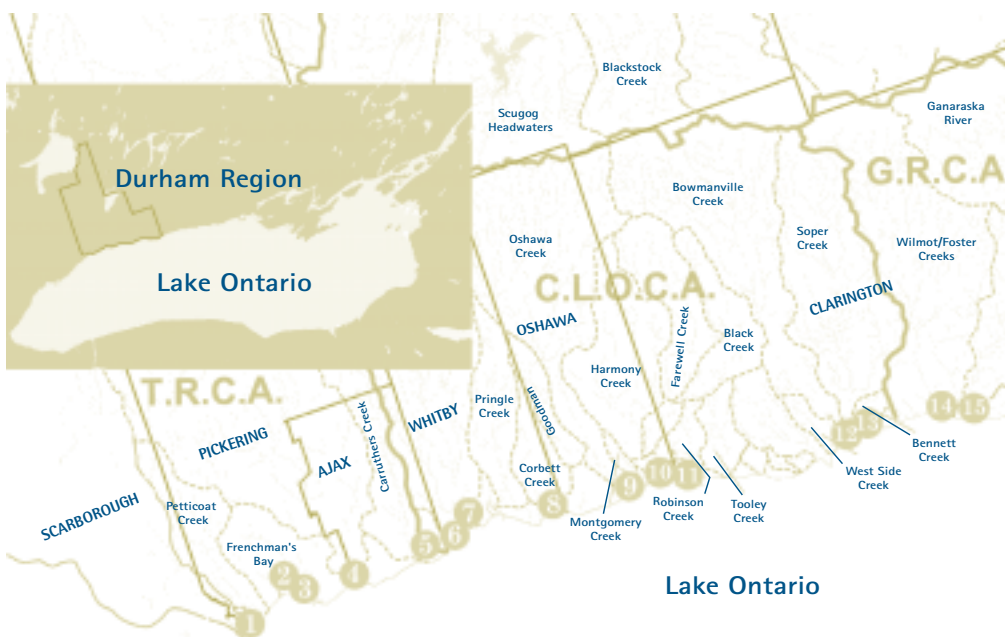 Blackstock
Creek
Scugog
Headwaters
Ganaraska
River
Durham Region
Lake Ontario
G.R.C.A.
Bowmanville
Creek
Soper
Creek
Wilmot/Foster
Creeks
Oshawa
Creek
C.L.O.C.A.
CLARINGTON
OSHAWA
Farewell Creek
Black
Creek
Harmony
Creek
T.R.C.A.
PICKERING
AJAX
Carruthers Creek
WHITBY
Pringle
Creek
Goodman
Corbett
Creek
SCARBOROUGH
Petticoat
Creek
Frenchman's
Bay
Montgomery
Creek
Robinson
Creek
Tooley
Creek
West Side
Creek
Bennett
Creek
1
2
3
4
5
6
7
8
9
10
11
12
13
14
15
Lake Ontario